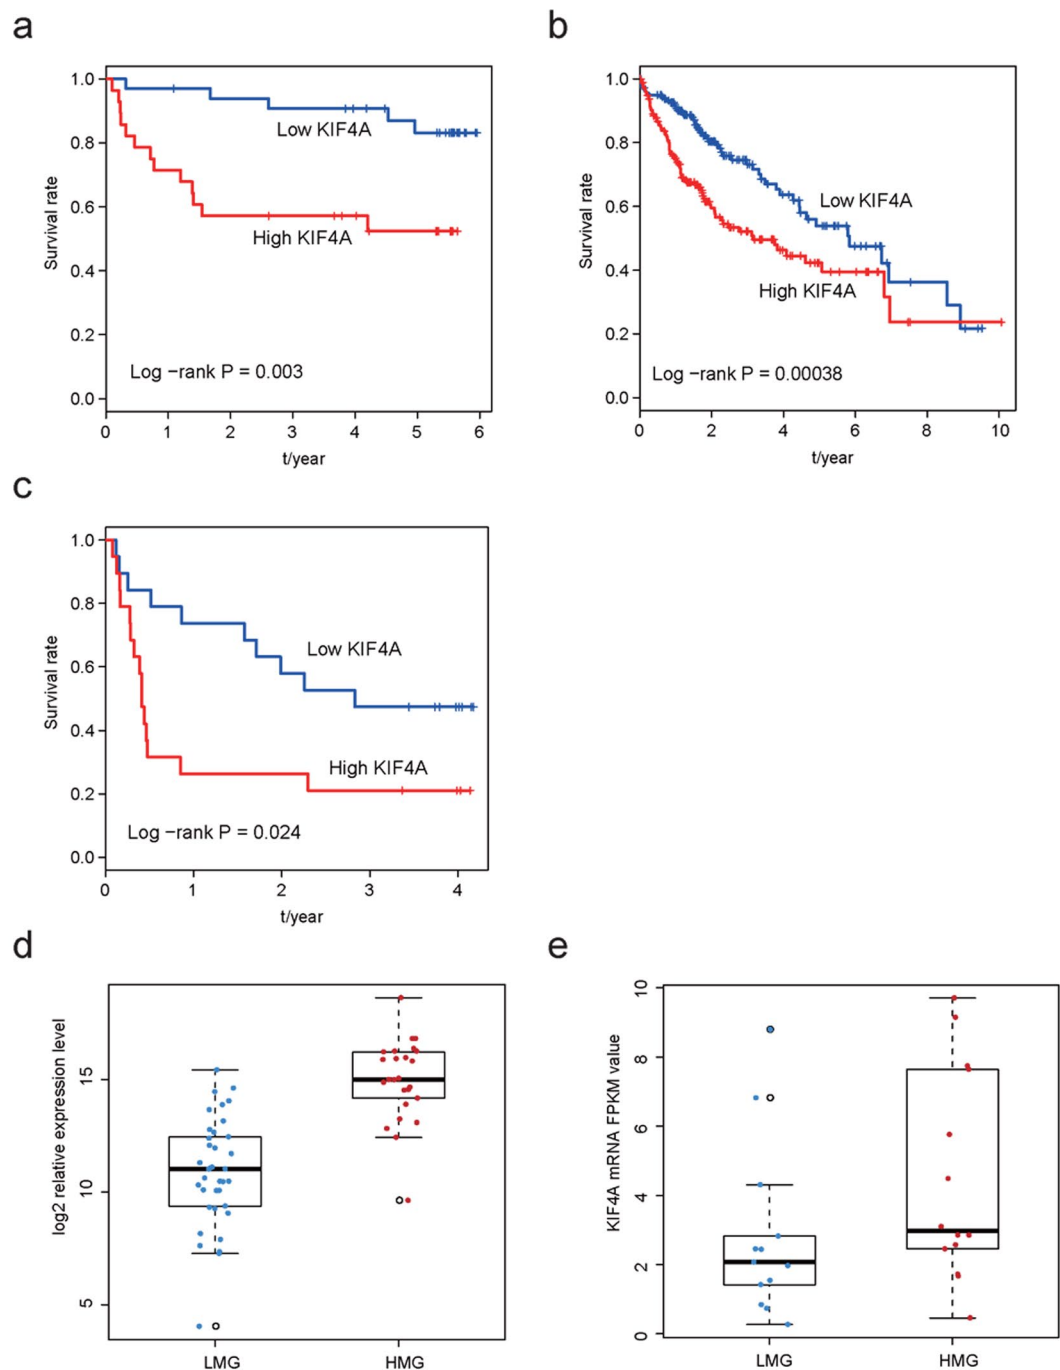 a
1.0
0.8
0.6
0.4
0.2
0.0
Survival rate
Low KIF4A
High KIF4A
Log −rank P = 0.003
0 1 2 3 4 5 6
t/year
b
1.0
0.8
0.6
0.4
0.2
0.0
Survival rate
Low KIF4A
High KIF4A
Log −rank P = 0.00038
0 2 4 6 8 10
t/year
c
1.0
0.8
0.6
0.4
0.2
0.0
Survival rate
Low KIF4A
High KIF4A
Log −rank P = 0.024
0 1 2 3 4
t/year
d
log2 relative expression level
15
10
5
LMG HMG
e
KIF4A mRNA FPKM value
10
8
6
4
2
0
LMG HMG